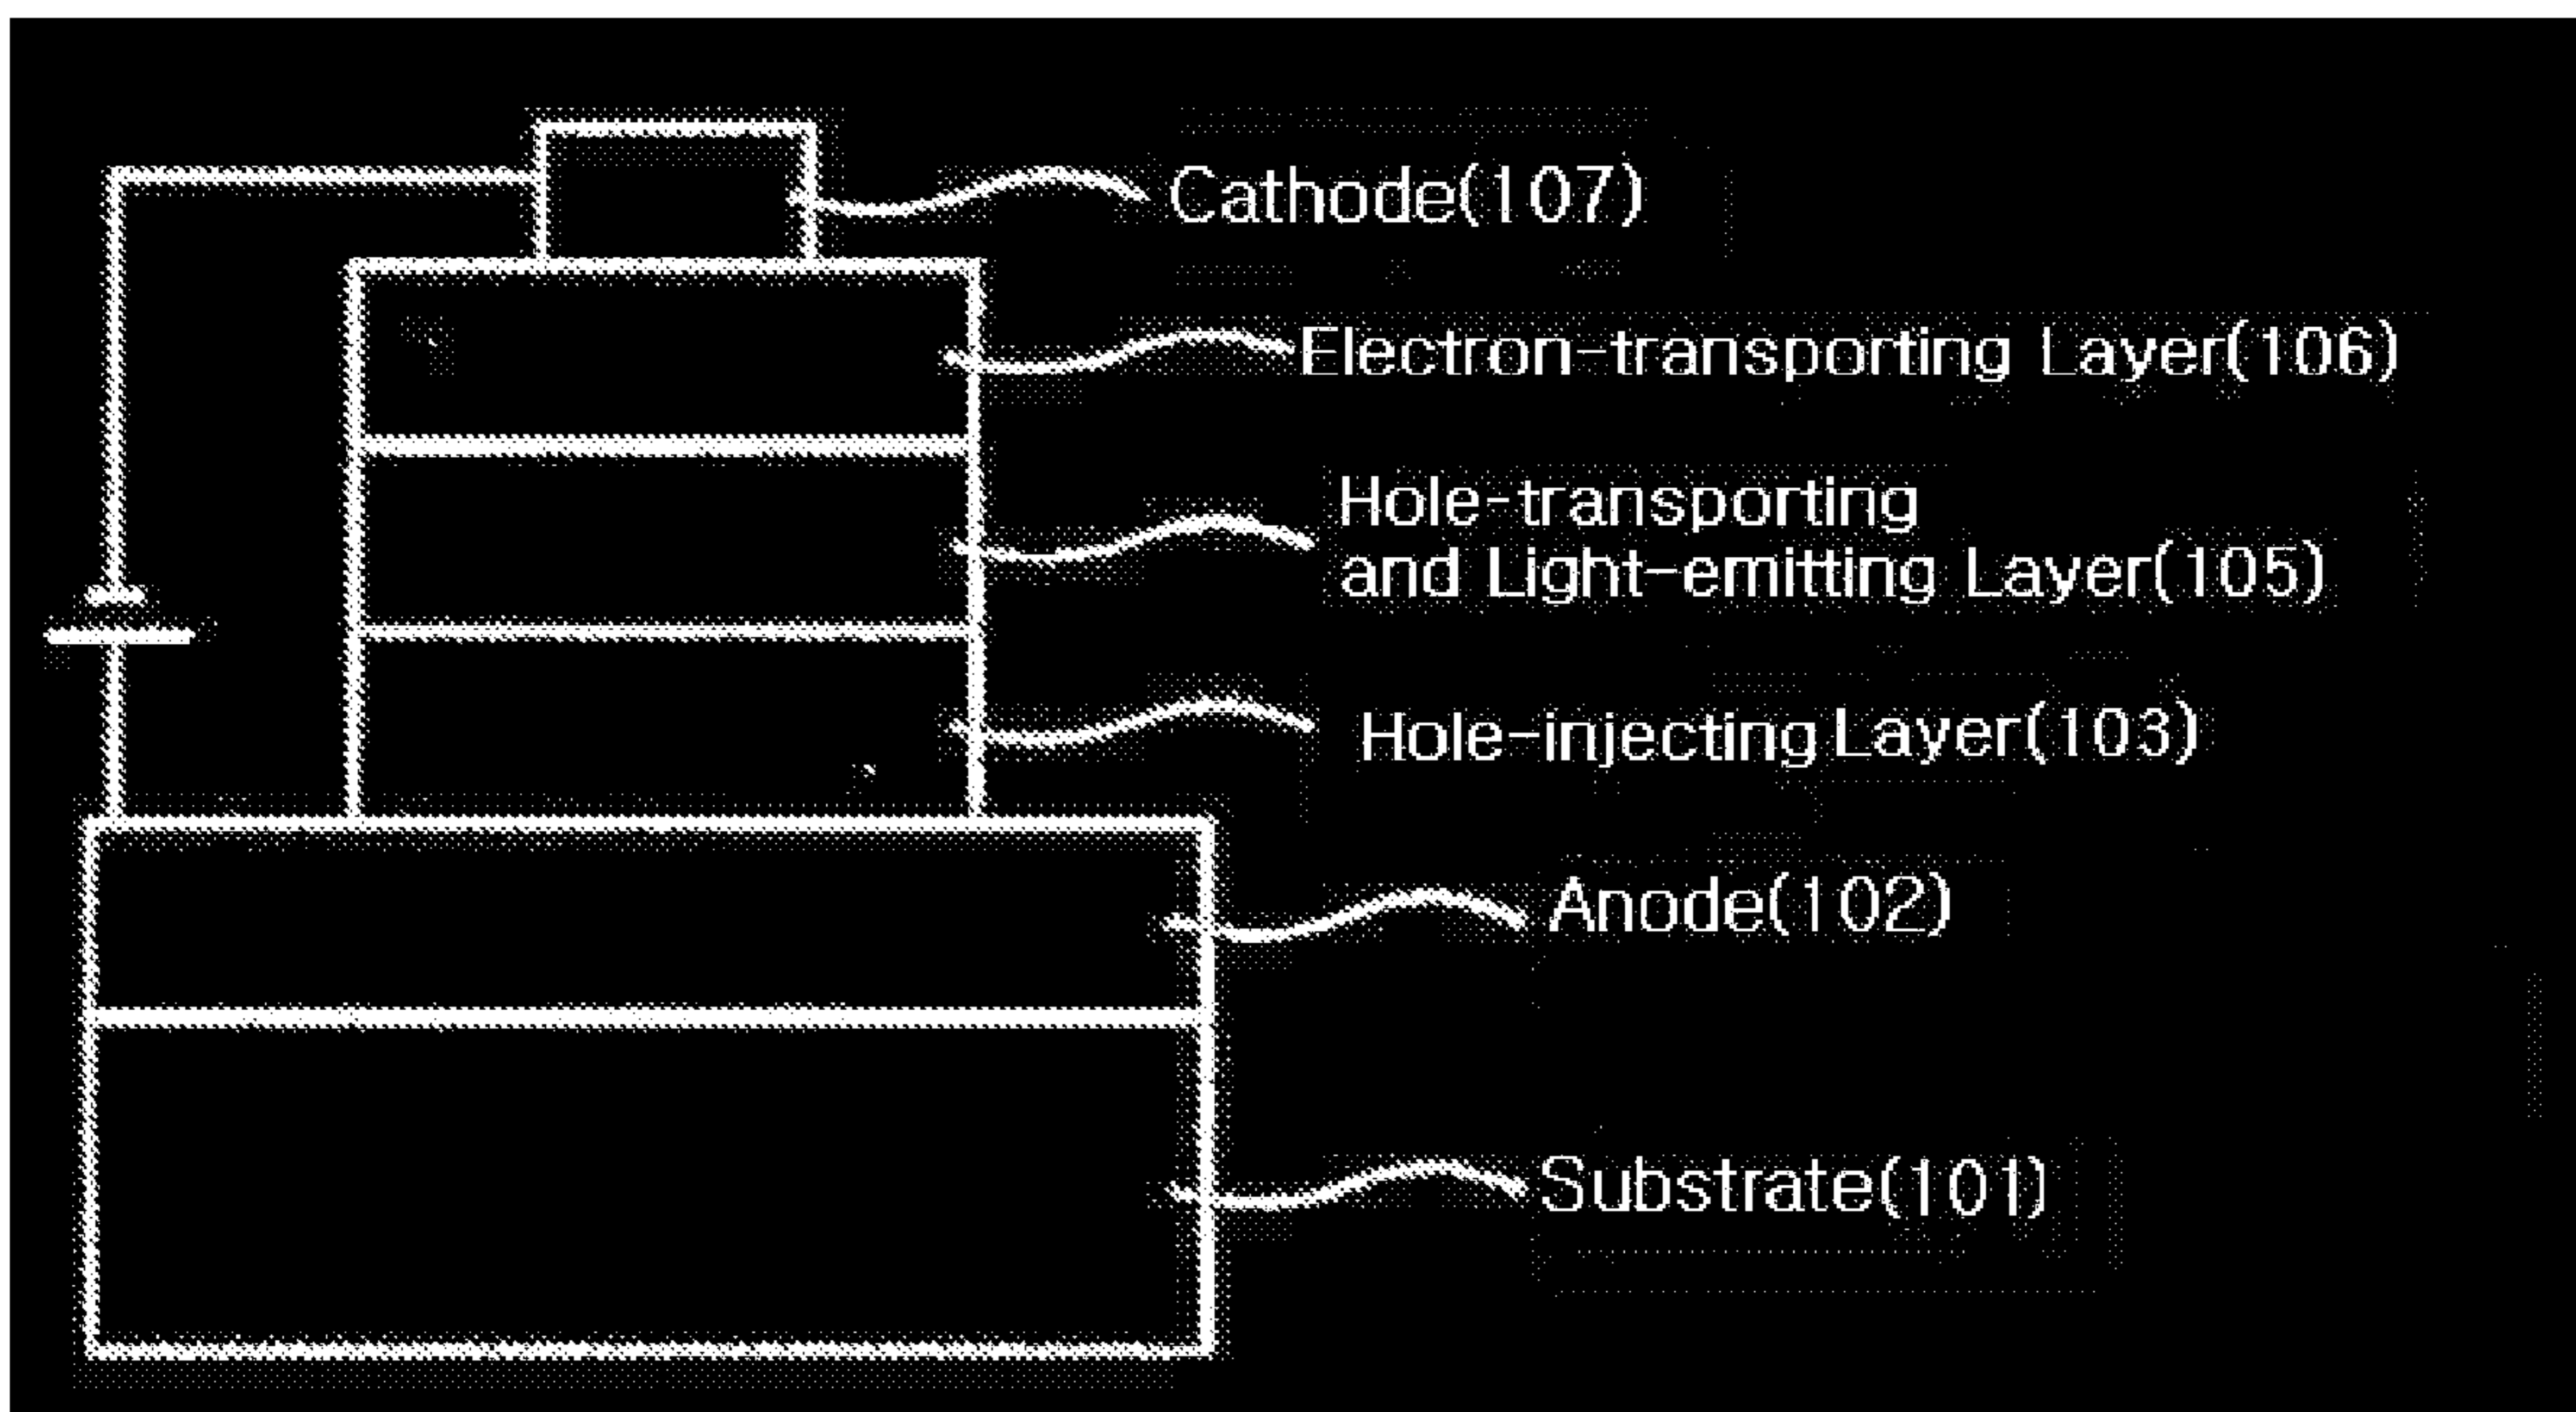 Cathode(107)
Electron-transporting Layer(106)
Hole-transporting
and Light-emitting Layer(105)
Hole-injecting Layer(103)
Anode(102)
Substrate(101)